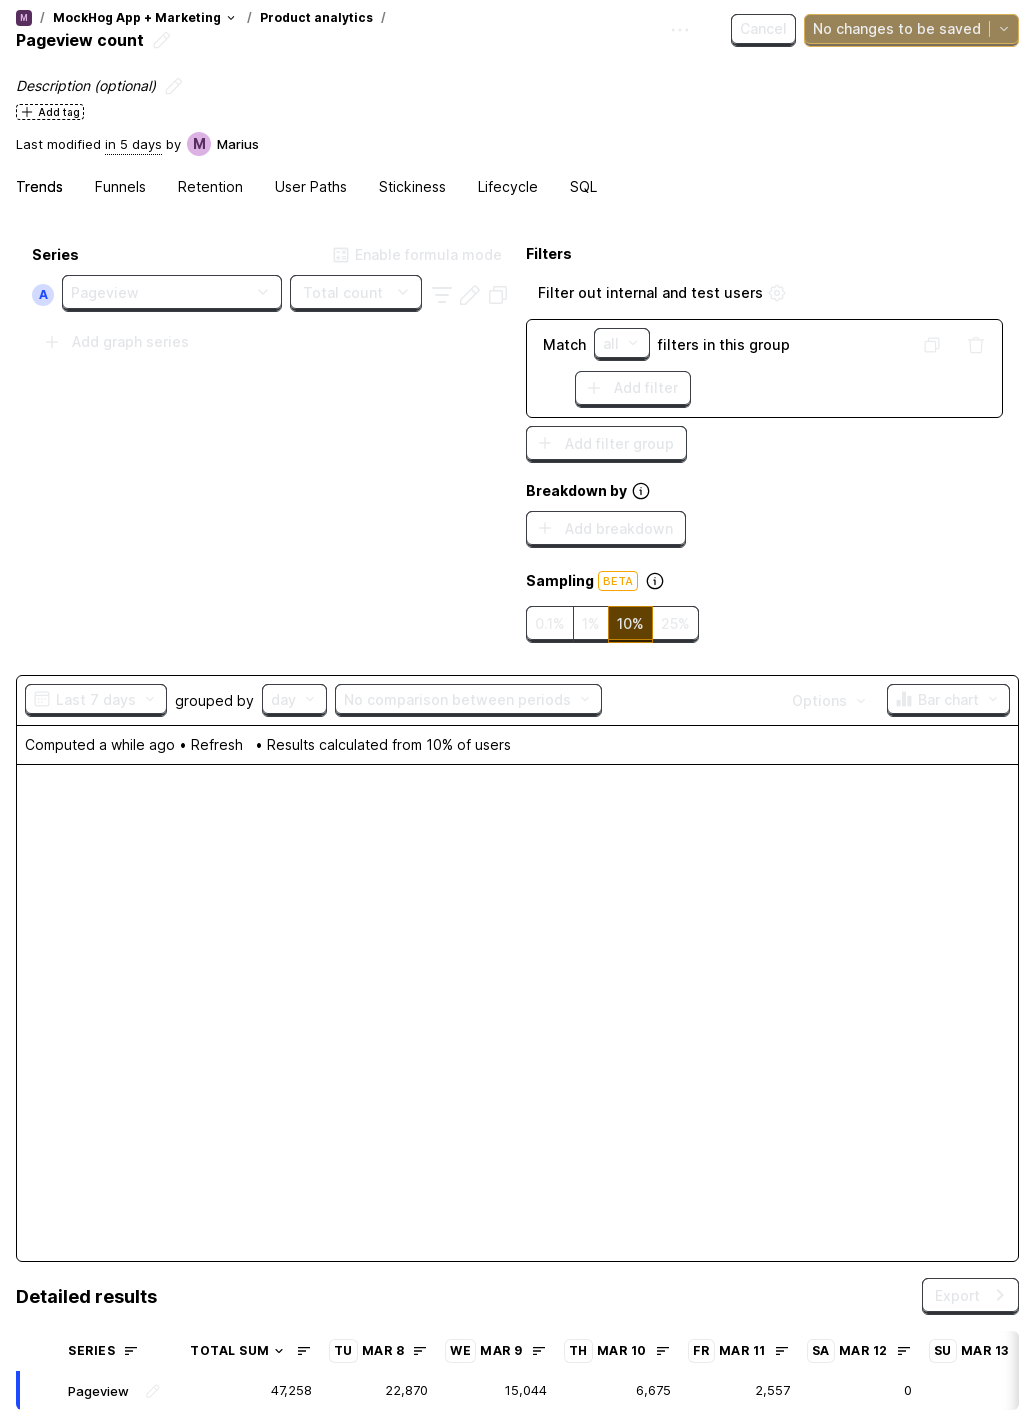 M / MockHog App + Marketing / Product analytics /
Pageview count
Cancel
No changes to be saved
Description (optional)
Add tag
Last modified in 5 days by M Marius
Trends Funnels Retention User Paths Stickiness Lifecycle SQL
Series
Enable formula mode
A Pageview Total count
Add graph series
Filters
Filter out internal and test users
Match all filters in this group
Add filter
Add filter group
Breakdown by
Add breakdown
Sampling BETA
0.1% 1% 10% 25%
Last 7 days grouped by day No comparison between periods Options Bar chart
Computed a while ago • Refresh • Results calculated from 10% of users
Detailed results
Export
SERIES TOTAL SUM TU MAR 8 WE MAR 9 TH MAR 10 FR MAR 11 SA MAR 12 SU MAR 13
Pageview 47,258 22,870 15,044 6,675 2,557 0